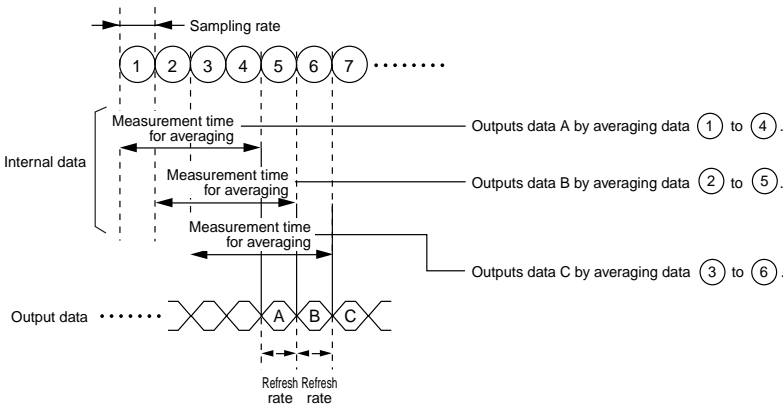 Sampling rate
1 2 3 4 5 6 7 ········
Measurement time
for averaging
Outputs data A by averaging data 1 to 4.
Internal data
Measurement time
for averaging
Outputs data B by averaging data 2 to 5.
Measurement time
for averaging
Outputs data C by averaging data 3 to 6.
Output data ······· A B C
Refresh Refresh
rate rate